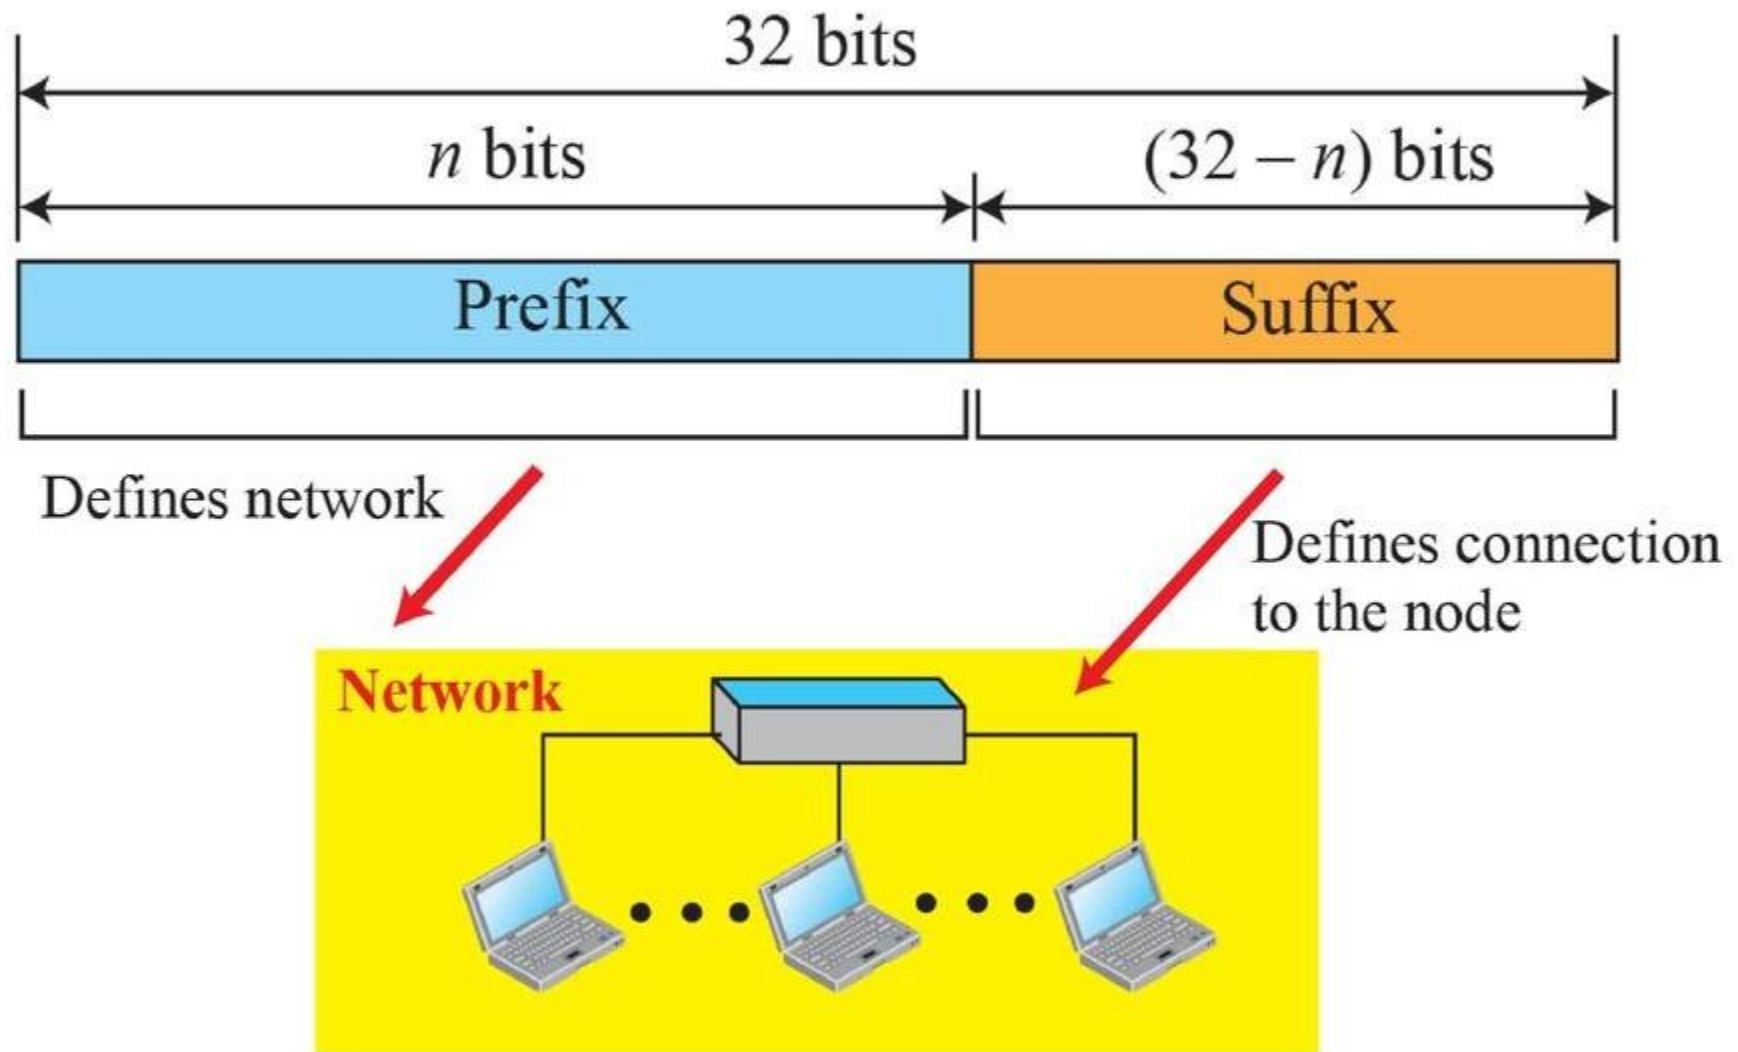 32 bits
n bits
(32 – n) bits
Prefix
Suffix
Defines network
Defines connection
to the node
Network